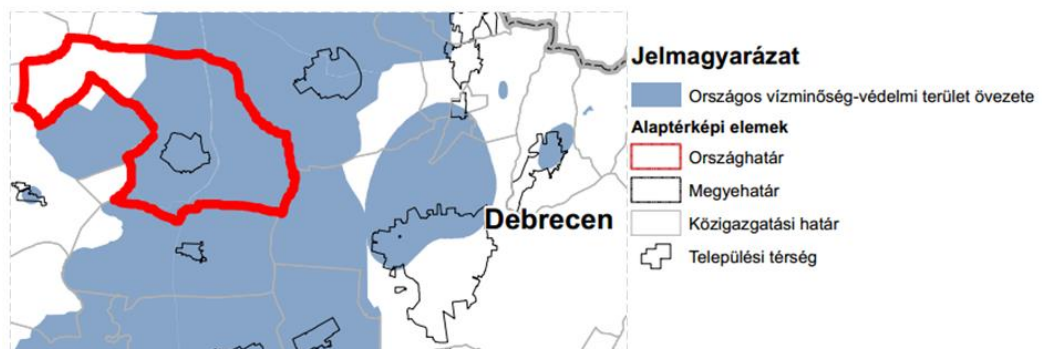 Debrecen
Jelmagyarázat
Országos vízminőség-védelmi terület övezete
Alaptérképi elemek
Országhatár
Megyehatár
Közigazgatási határ
Települési térség